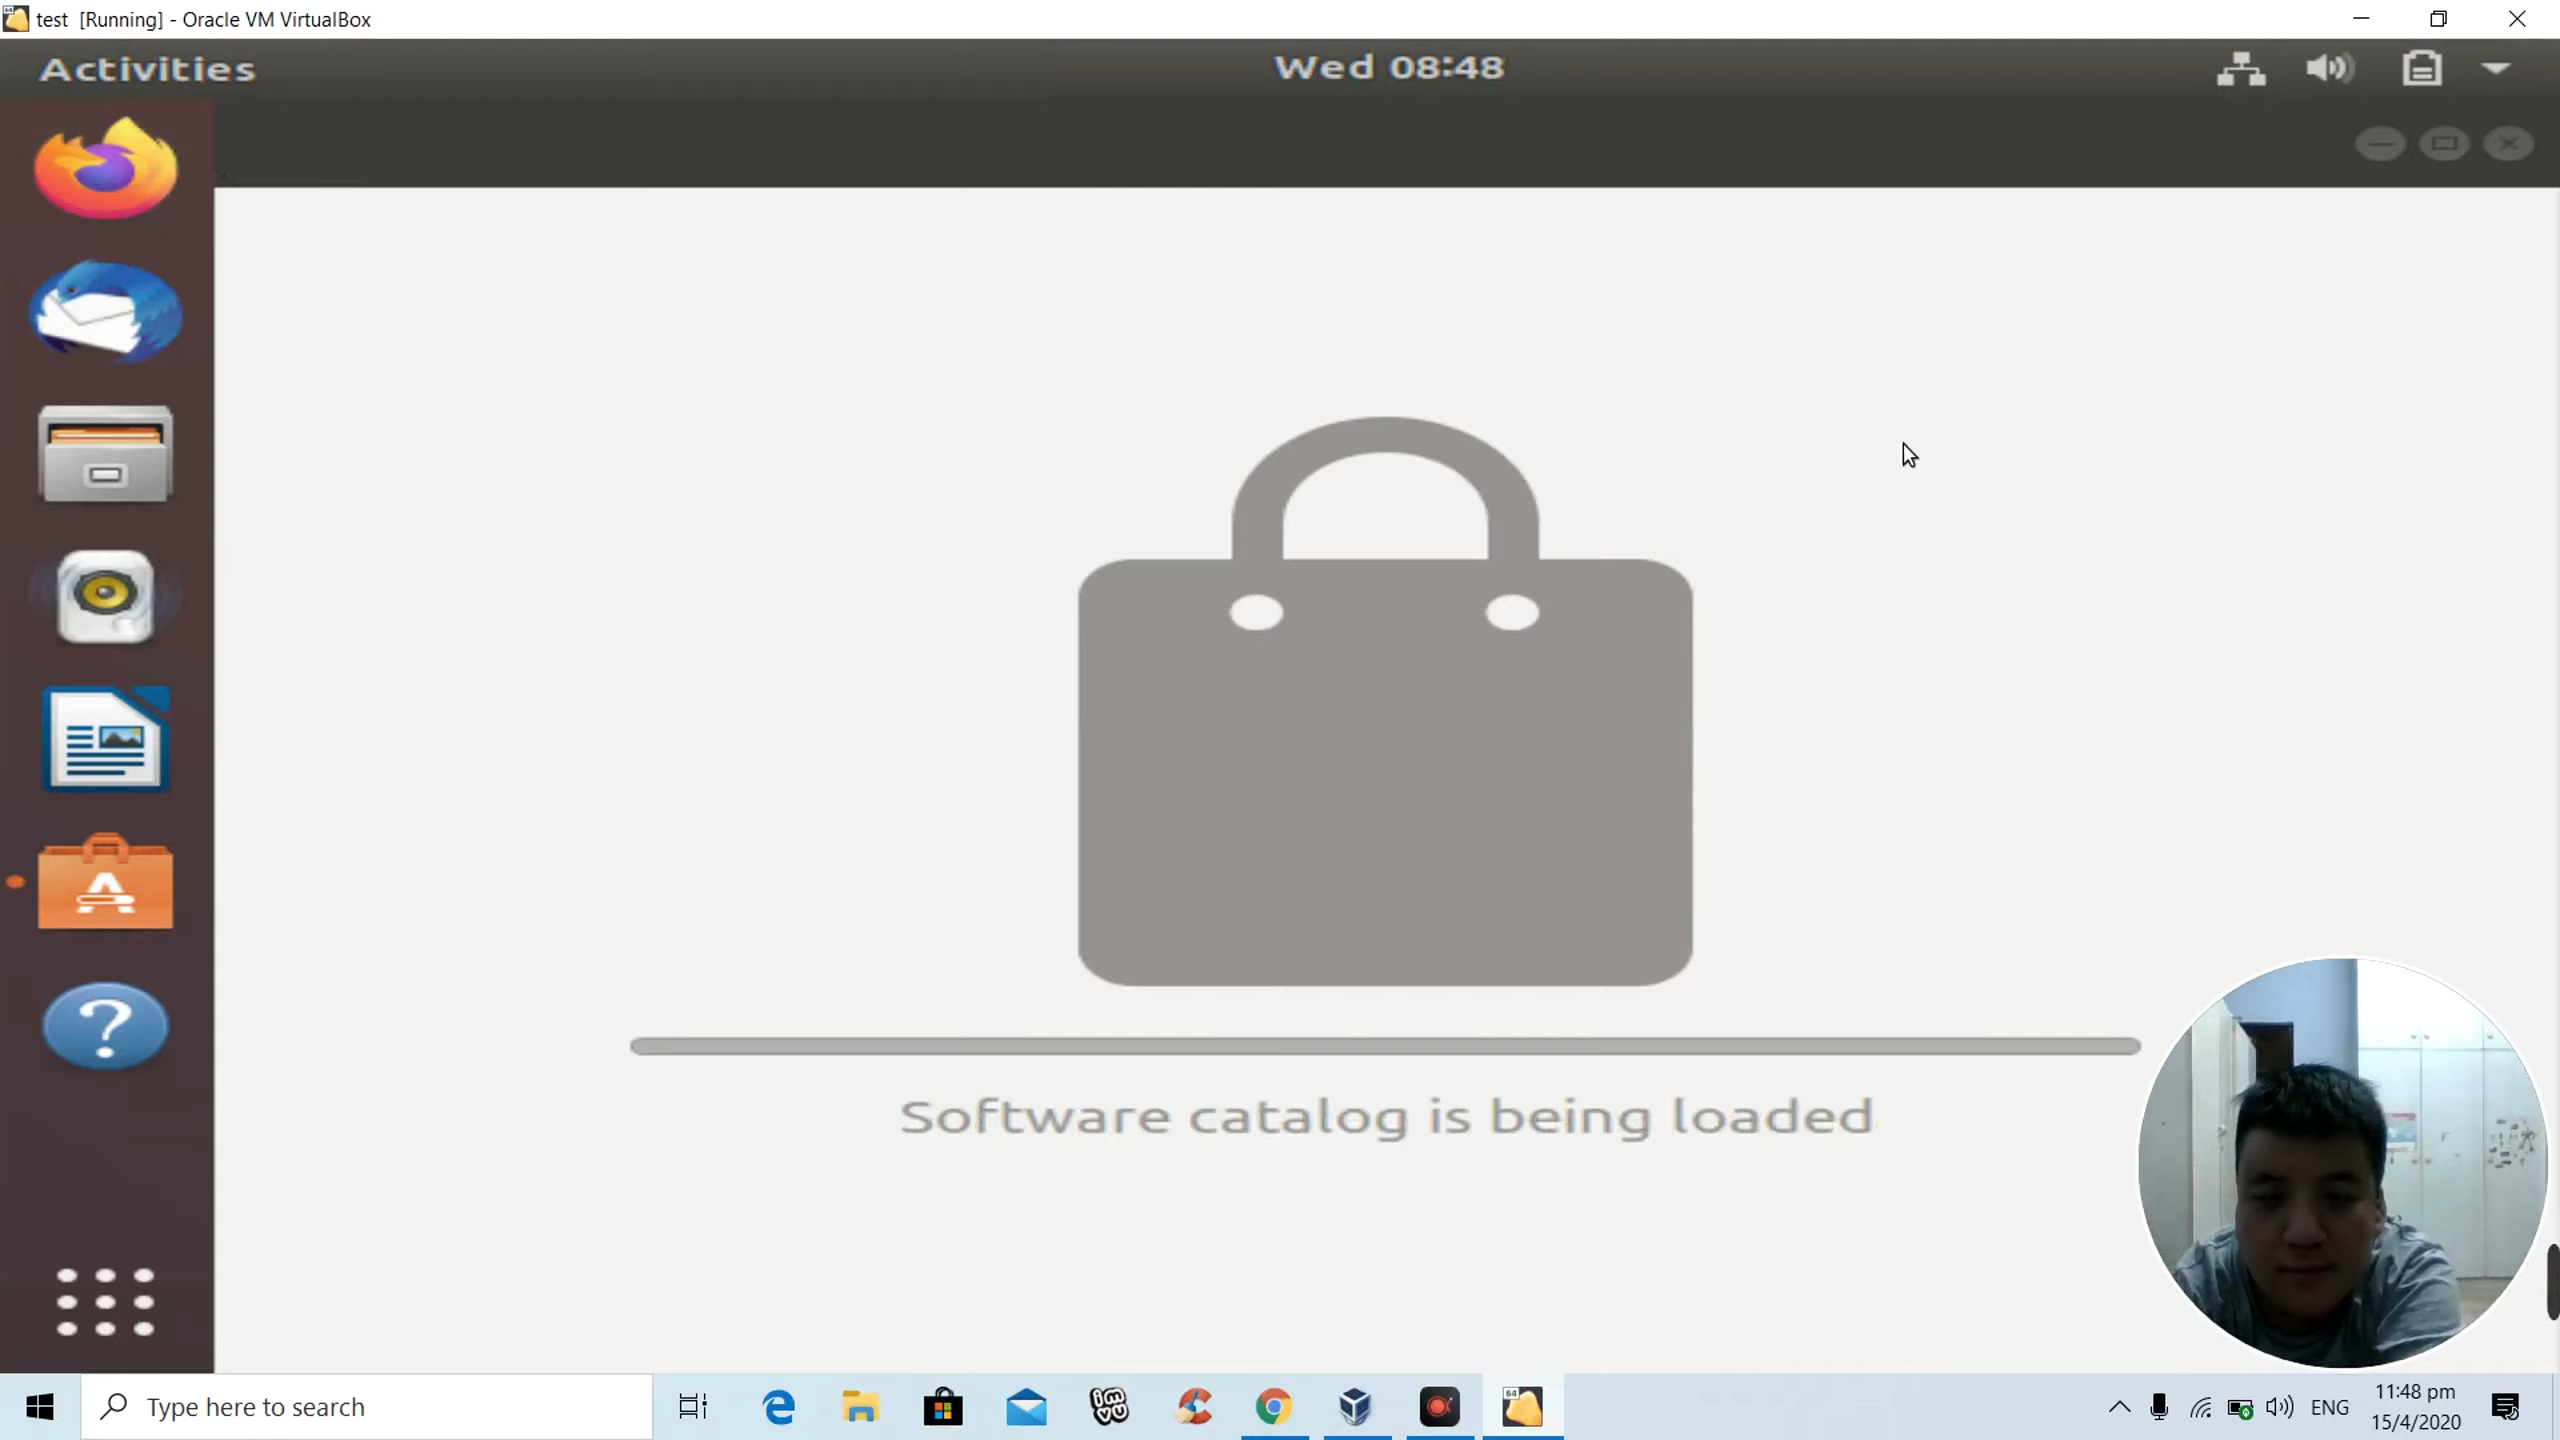 test [Running] - Oracle VM VirtualBox
Activities
Wed 08:48
Software catalog is being loaded
Type here to search
ENG
11:48 pm
15/4/2020
64